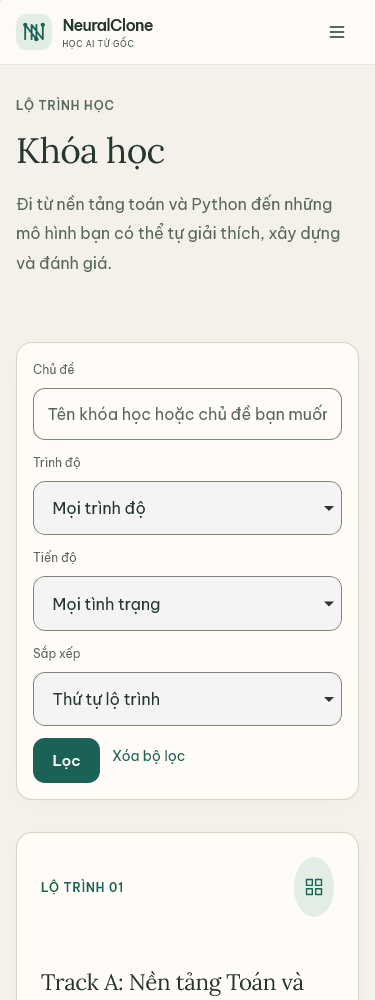 NeuralClone
HỌC AI TỪ GỐC
LỘ TRÌNH HỌC
Khóa học
Đi từ nền tảng toán và Python đến những
mô hình bạn có thể tự giải thích, xây dựng
và đánh giá.
Chủ đề
Tên khóa học hoặc chủ đề bạn muốn
Trình độ
Mọi trình độ
Tiến độ
Mọi tình trạng
Sắp xếp
Thứ tự lộ trình
Lọc
Xóa bộ lọc
LỘ TRÌNH 01
Track A: Nền tảng Toán và